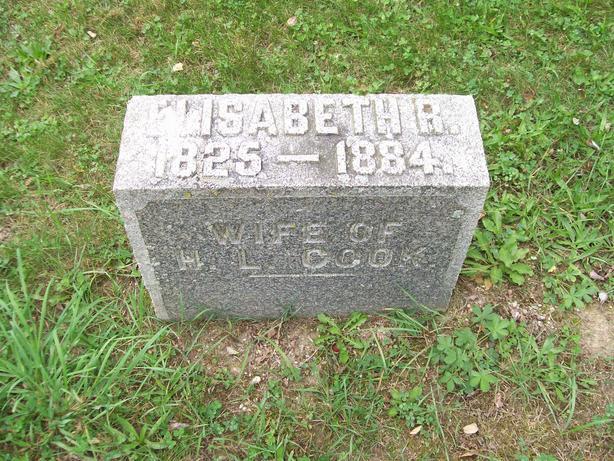 ELISABETH R.
1825 — 1884.
WIFE OF
H. L. COOK